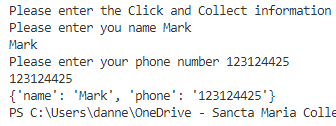 Please enter the Click and Collect information
Please enter you name Mark
Mark
Please enter your phone number 123124425
123124425
{'name': 'Mark', 'phone': '123124425'}
PS C:\Users\danne\OneDrive - Sancta Maria Colle